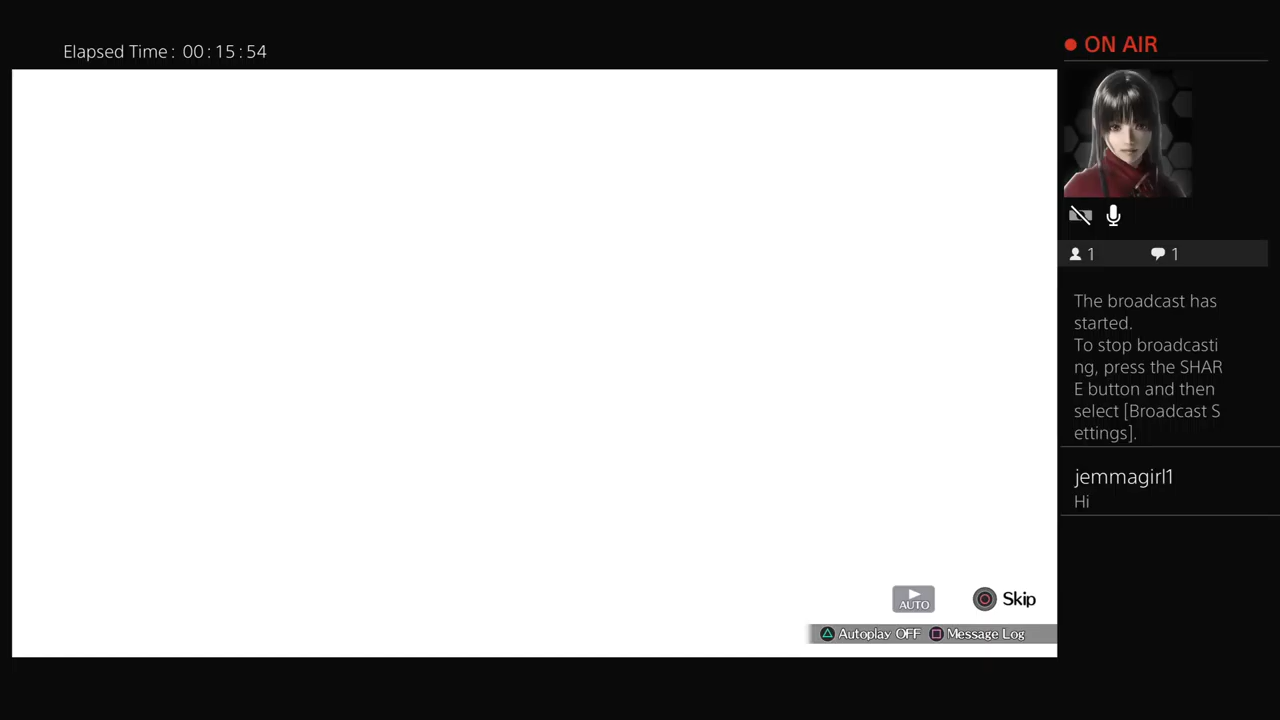 Elapsed Time : 00:15:54
ON AIR
1 1
The broadcast has
started.
To stop broadcasti
ng, press the SHAR
E button and then
select [Broadcast S
ettings].
jemmagirl1
Hi
AUTO
Skip
Autoplay OFF Message Log